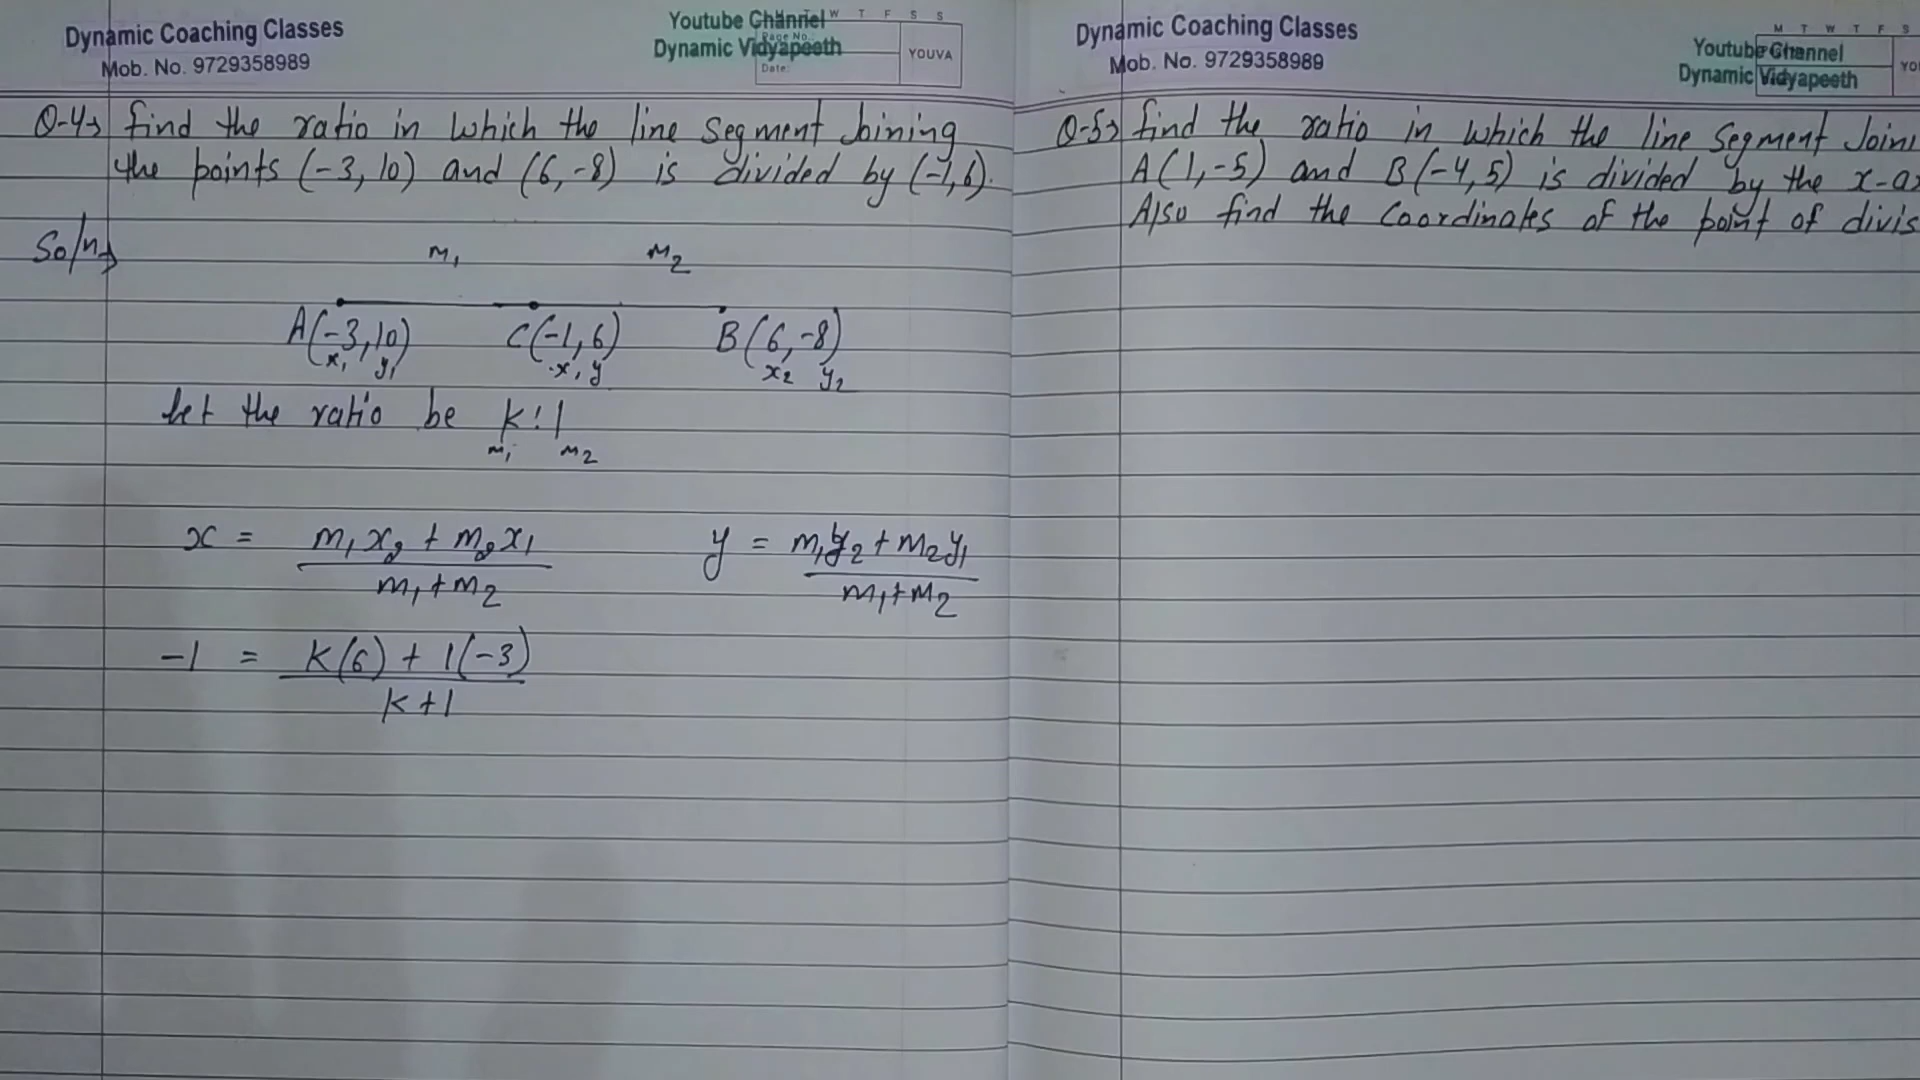 Dynamic Coaching Classes
Mob. No. 9729358989
Youtube Channel
Dynamic Vidyapeeth
W T F S S
Page No.:
Date:
YOUVA
Q-4→ find the ratio in which the line segment Joining
the points (-3, 10) and (6, -8) is divided by (-1, 6).
Soln→
m₁ m₂
A(-3, 10) C(-1, 6) B(6, -8)
x₁ y₁ x, y x₂ y₂
let the ratio be k:1
m₁ m₂
x = m₁x₂ + m₂x₁ y = m₁y₂ + m₂y₁
m₁+m₂ m₁+m₂
-1 = K(6) + 1(-3)
K+1
Dynamic Coaching Classes
Mob. No. 9729358989
Youtube Channel
Dynamic Vidyapeeth
M T W T F S
YO
Q-5→ find the ratio in which the line segment Joini
A(1, -5) and B(-4, 5) is divided by the x-a
Also find the Coordinates of the point of divis